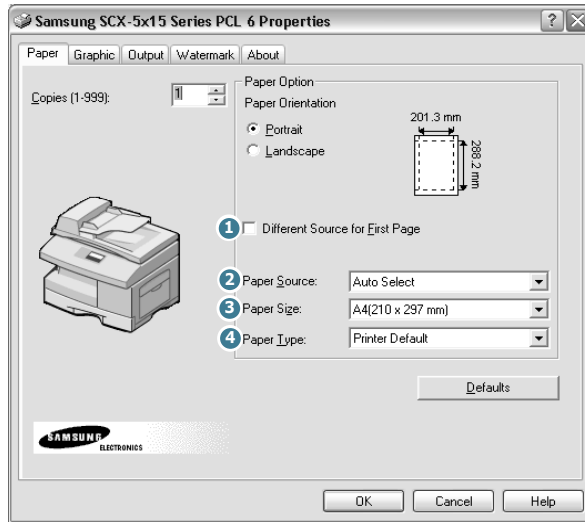 Samsung SCX-5x15 Series PCL 6 Properties
Paper Graphic Output Watermark About
Copies (1-999): 1
Paper Option
Paper Orientation
Portrait
Landscape
201.3 mm
288.2 mm
1 Different Source for First Page
2 Paper Source: Auto Select
3 Paper Size: A4(210 x 297 mm)
4 Paper Type: Printer Default
Defaults
SAMSUNG
ELECTRONICS
OK Cancel Help